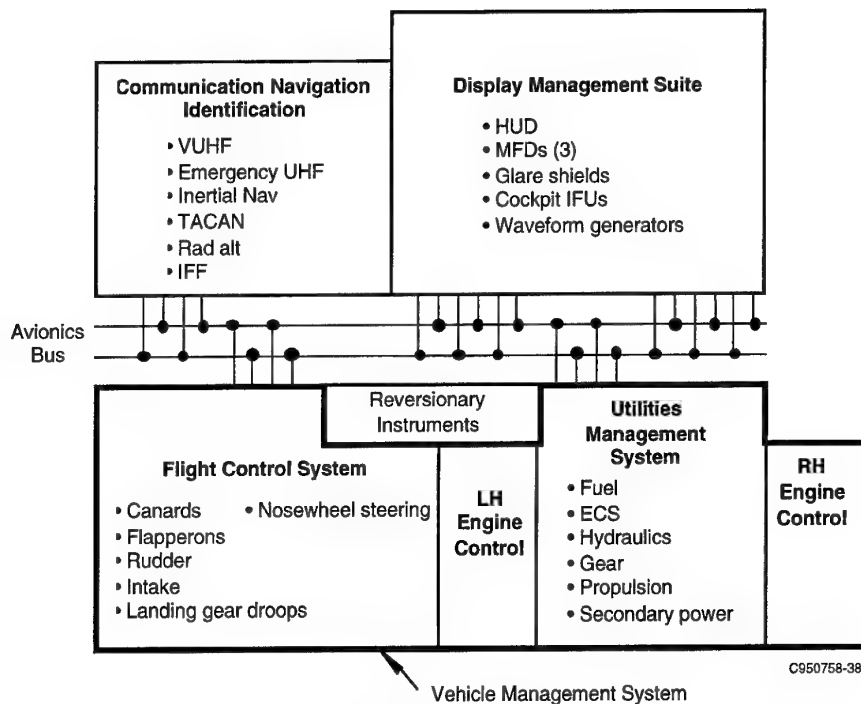 Communication Navigation
Identification
• VUHF
• Emergency UHF
• Inertial Nav
• TACAN
• Rad alt
• IFF
Display Management Suite
• HUD
• MFDs (3)
• Glare shields
• Cockpit IFUs
• Waveform generators
Avionics
Bus
Reversionary
Instruments
Flight Control System
• Canards
• Flapperons
• Rudder
• Intake
• Landing gear droops
• Nosewheel steering
LH
Engine
Control
Utilities
Management
System
• Fuel
• ECS
• Hydraulics
• Gear
• Propulsion
• Secondary power
RH
Engine
Control
C950758-38
Vehicle Management System